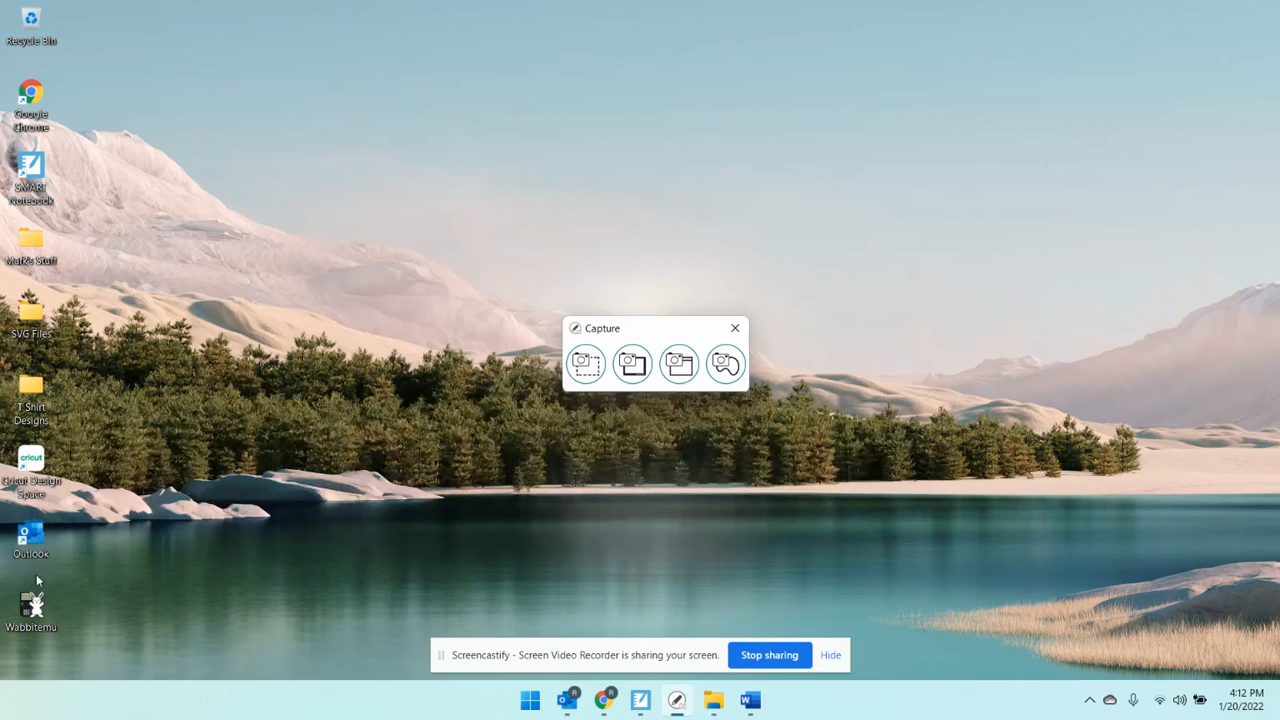 Recycle Bin
Google
Chrome
SMART
Notebook
Mark's Stuff
SVG Files
T Shirt
Designs
cricut
Cricut Design
Space
Outlook
Wabbitemu
Capture
Screencastify - Screen Video Recorder is sharing your screen.
Stop sharing
Hide
R
R
4:12 PM
1/20/2022